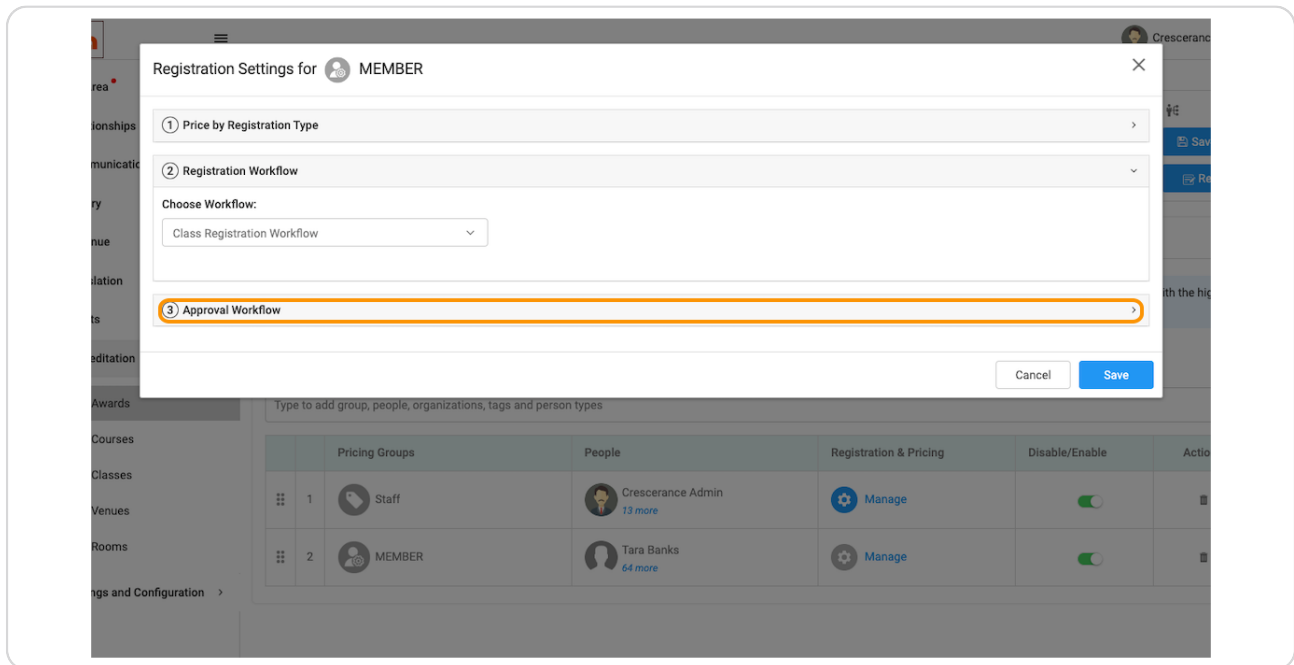 Cresceranc
Registration Settings for MEMBER
1 Price by Registration Type
2 Registration Workflow
Choose Workflow:
Class Registration Workflow
3 Approval Workflow
Cancel Save
rea
ionships
municatic
ry
nue
slation
ts
editation
Awards
Courses
Classes
Venues
Rooms
ngs and Configuration
Sav
Re
ith the hig
Type to add group, people, organizations, tags and person types
Pricing Groups People Registration & Pricing Disable/Enable Actio
1 Staff Crescerance Admin Manage
13 more
2 MEMBER Tara Banks Manage
64 more